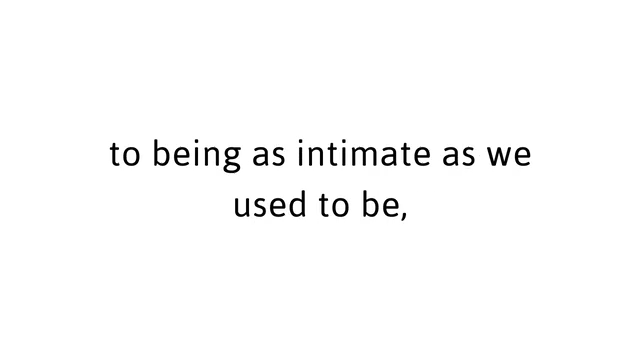 to being as intimate as we
used to be,